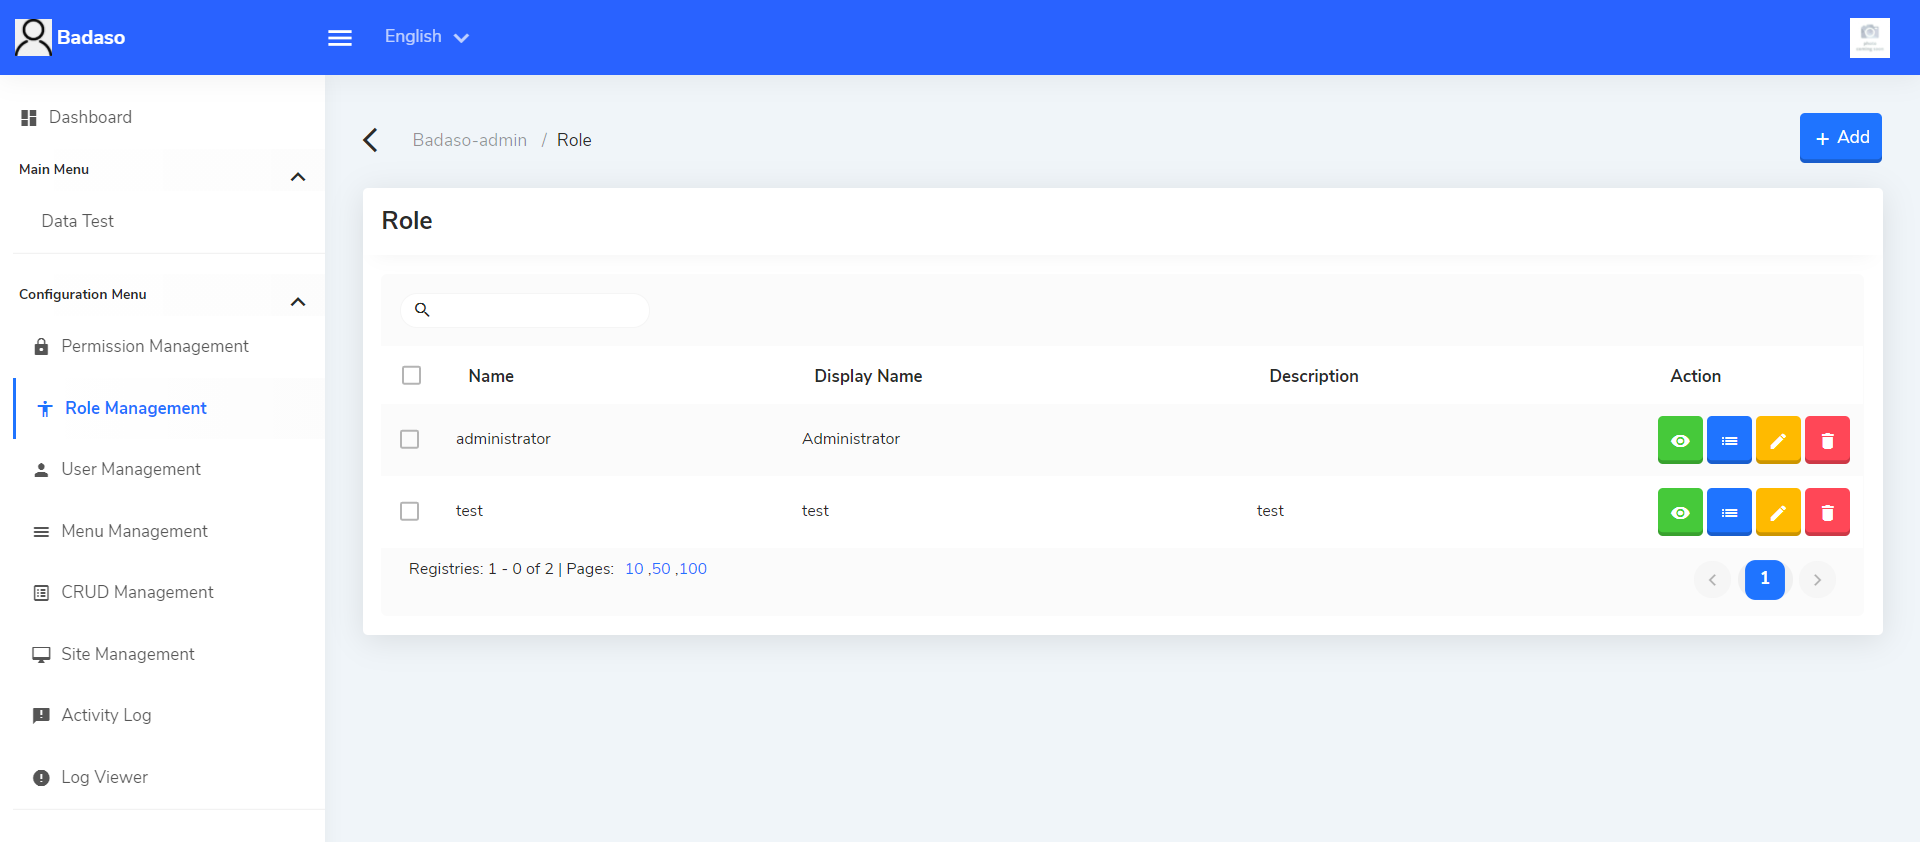 Badaso
English
Dashboard
Main Menu
Data Test
Configuration Menu
Permission Management
Role Management
User Management
Menu Management
CRUD Management
Site Management
Activity Log
Log Viewer
Badaso-admin / Role
+ Add
Role
Name Display Name Description Action
administrator Administrator
test test test
Registries: 1 - 0 of 2 | Pages: 10 ,50 ,100
1